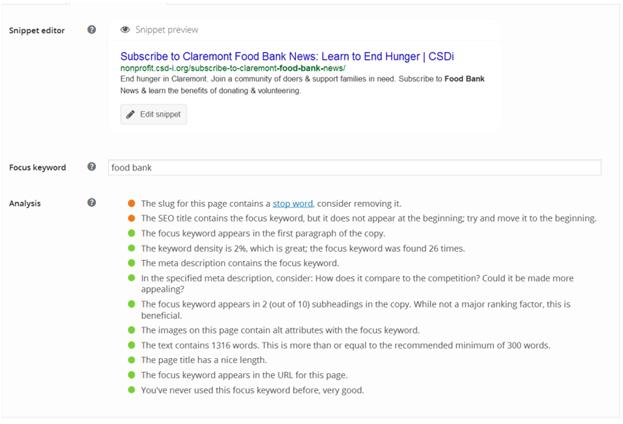 Snippet editor
Snippet preview
Subscribe to Claremont Food Bank News: Learn to End Hunger | CSDi
nonprofit.csd-i.org/subscribe-to-claremont-food-bank-news/
End hunger in Claremont. Join a community of doers & support families in need. Subscribe to Food Bank
News & learn the benefits of donating & volunteering.
Edit snippet
Focus keyword
food bank
Analysis
The slug for this page contains a stop word, consider removing it.
The SEO title contains the focus keyword, but it does not appear at the beginning; try and move it to the beginning.
The focus keyword appears in the first paragraph of the copy.
The keyword density is 2%, which is great; the focus keyword was found 26 times.
The meta description contains the focus keyword.
In the specified meta description, consider: How does it compare to the competition? Could it be made more
appealing?
The focus keyword appears in 2 (out of 10) subheadings in the copy. While not a major ranking factor, this is
beneficial.
The images on this page contain alt attributes with the focus keyword.
The text contains 1316 words. This is more than or equal to the recommended minimum of 300 words.
The page title has a nice length.
The focus keyword appears in the URL for this page.
You've never used this focus keyword before, very good.